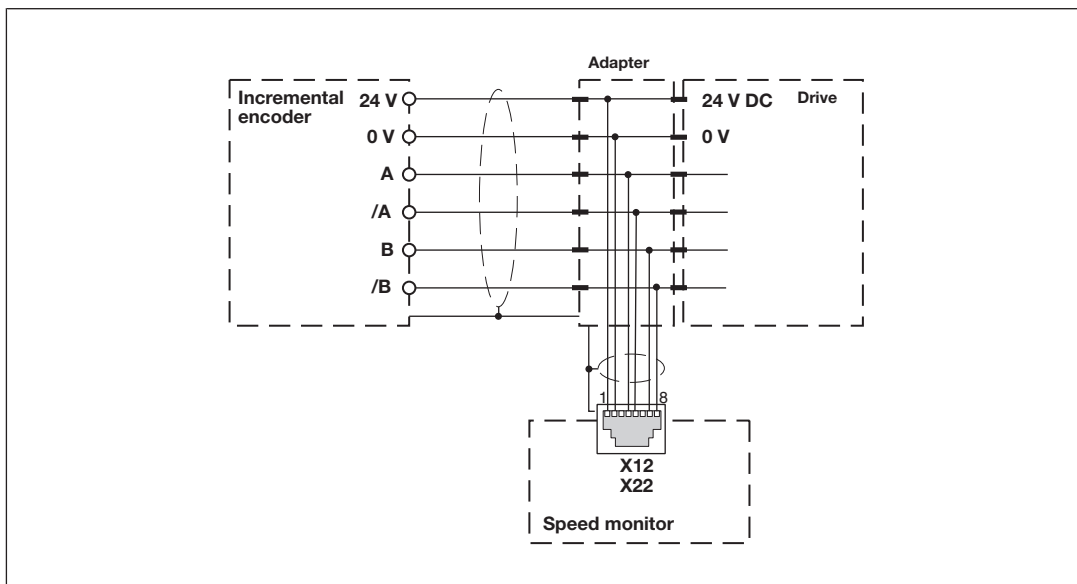 Adapter
Incremental
encoder
24 V
24 V DC
Drive
0 V
0 V
A
/A
B
/B
1
8
X12
X22
Speed monitor